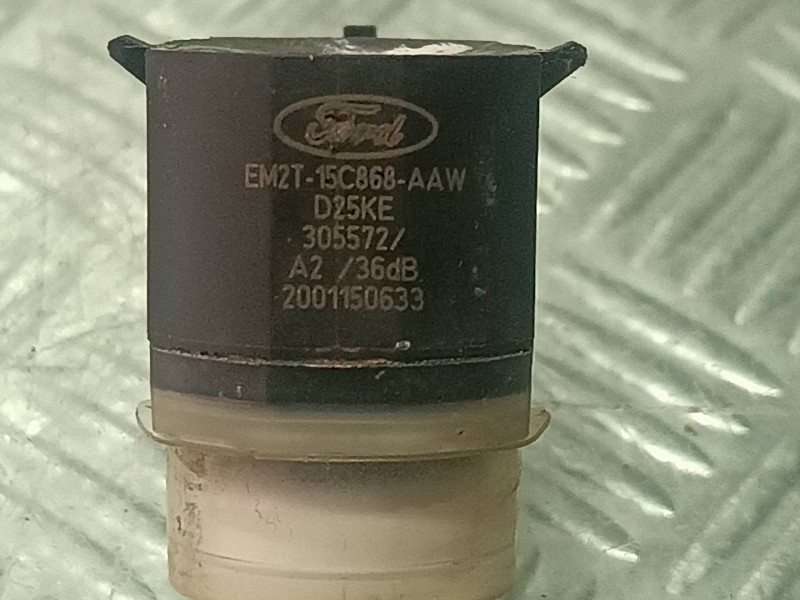 Ford
EM2T-15C868-AAW
D25KE
305572/
A2 /36dB
2001150633